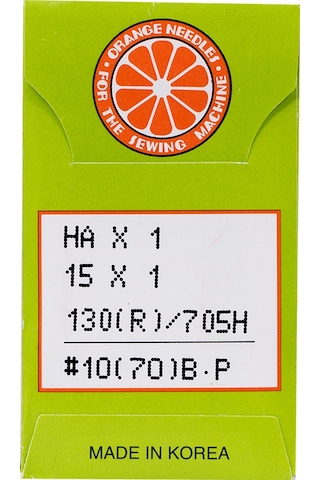 ORANGE NEEDLES
• FOR THE SEWING MACHINE •
HA X 1
15 X 1
130(R)/705H
#10(70)B.P
MADE IN KOREA